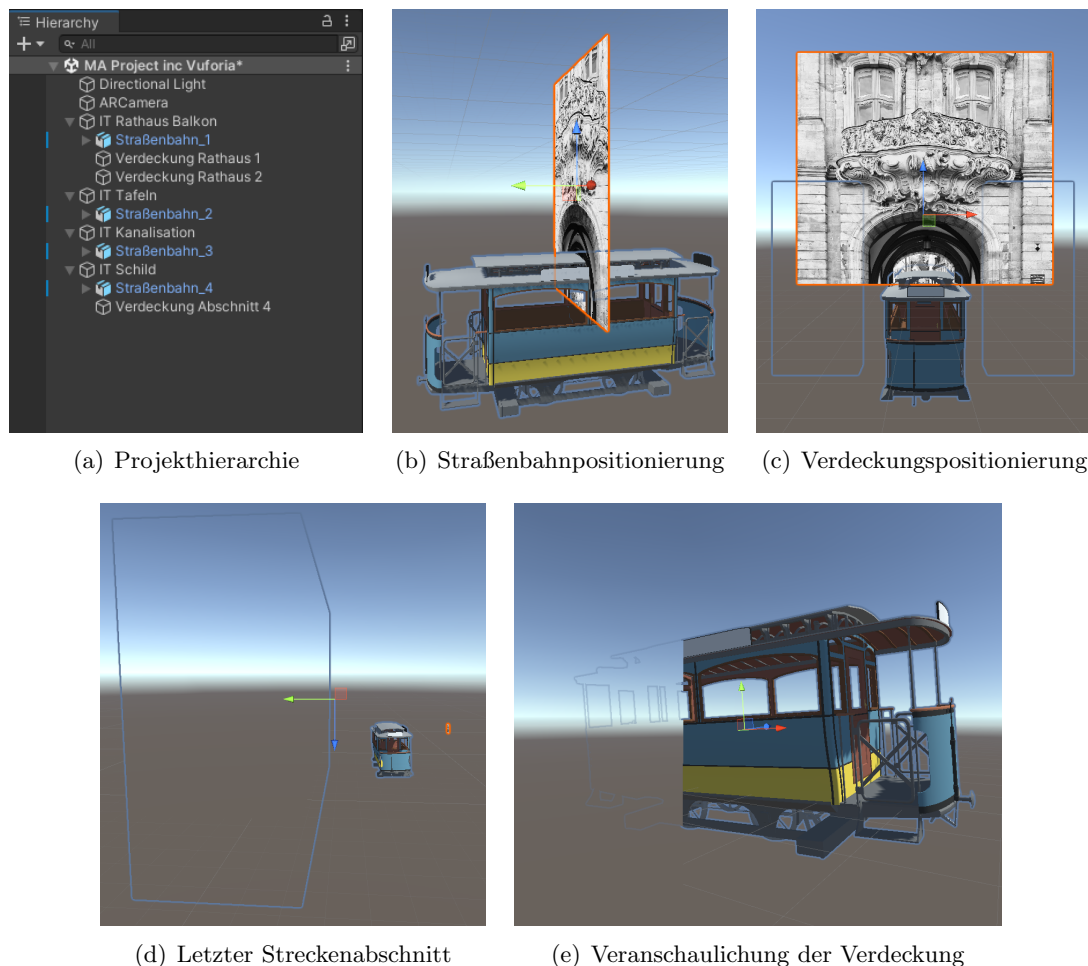 Hierarchy
All
MA Project inc Vuforia*
Directional Light
ARCamera
IT Rathaus Balkon
Straßenbahn_1
Verdeckung Rathaus 1
Verdeckung Rathaus 2
IT Tafeln
Straßenbahn_2
IT Kanalisation
Straßenbahn_3
IT Schild
Straßenbahn_4
Verdeckung Abschnitt 4
(a) Projekthierarchie
(b) Straßenbahnpositionierung
(c) Verdeckungspositionierung
(d) Letzter Streckenabschnitt
(e) Veranschaulichung der Verdeckung